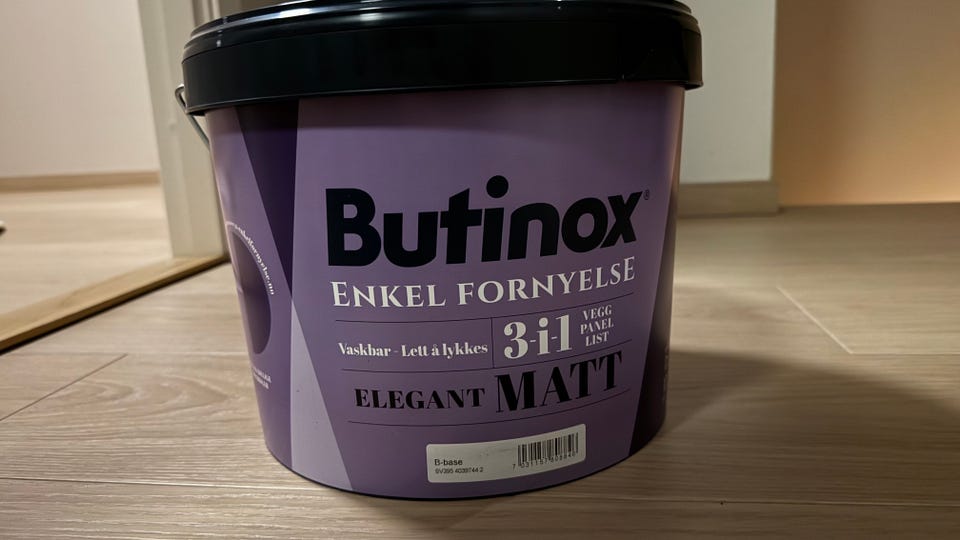 Butinox®
ENKEL FORNYELSE
Vaskbar - Lett å lykkes
3-i-1
VEGG
PANEL
LIST
ELEGANT MATT
B-base